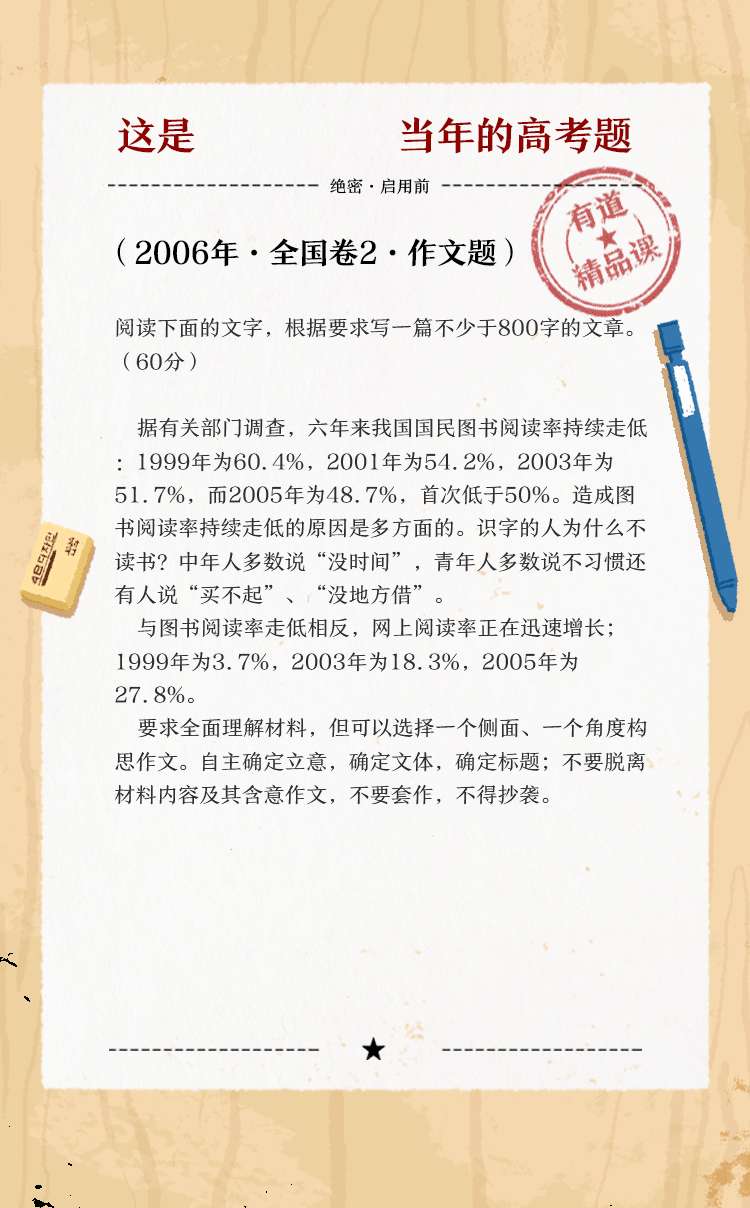 这是 当年的高考题
绝密·启用前
有道
精品课
（2006年·全国卷2·作文题）
阅读下面的文字，根据要求写一篇不少于800字的文章。
（60分）
据有关部门调查，六年来我国国民图书阅读率持续走低
：1999年为60.4%，2001年为54.2%，2003年为
51.7%，而2005年为48.7%，首次低于50%。造成图
书阅读率持续走低的原因是多方面的。识字的人为什么不
读书？中年人多数说“没时间”，青年人多数说不习惯还
有人说“买不起”、“没地方借”。
与图书阅读率走低相反，网上阅读率正在迅速增长；
1999年为3.7%，2003年为18.3%，2005年为
27.8%。
要求全面理解材料，但可以选择一个侧面、一个角度构
思作文。自主确定立意，确定文体，确定标题；不要脱离
材料内容及其含意作文，不要套作，不得抄袭。